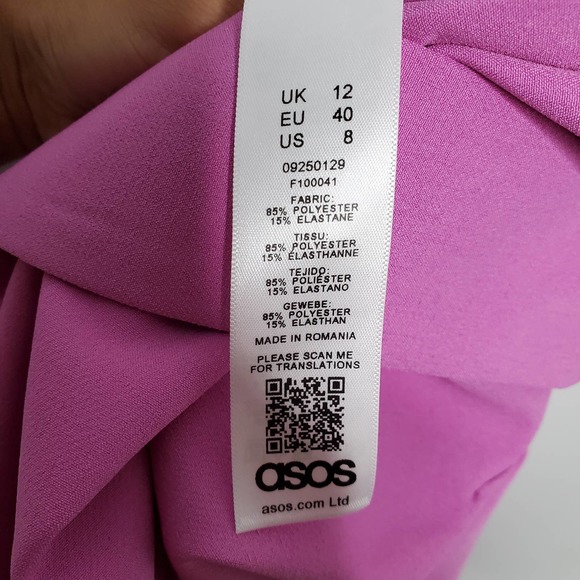 UK 12
EU 40
US 8
09250129
F100041
FABRIC:
85% POLYESTER
15% ELASTANE
TISSU:
85% POLYESTER
15% ÉLASTHANNE
TEJIDO:
85% POLIÉSTER
15% ELASTANO
GEWEBE:
85% POLYESTER
15% ELASTHAN
MADE IN ROMANIA
PLEASE SCAN ME
FOR TRANSLATIONS
asos
asos.com Ltd